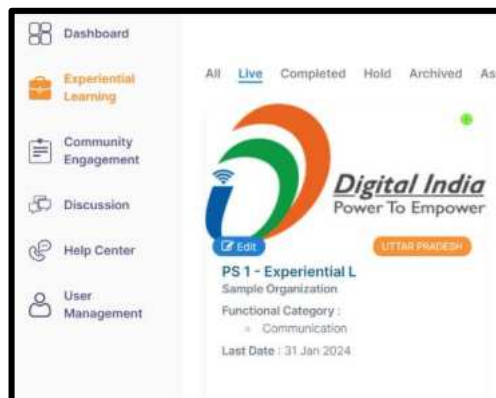 Dashboard
Experiential
Learning
Community
Engagement
Discussion
Help Center
User
Management
All Live Completed Hold Archived As
Digital India
Power To Empower
Edit
UTTAR PRADESH
PS 1 - Experiential L
Sample Organization
Functional Category :
Communication
Last Date : 31 Jan 2024